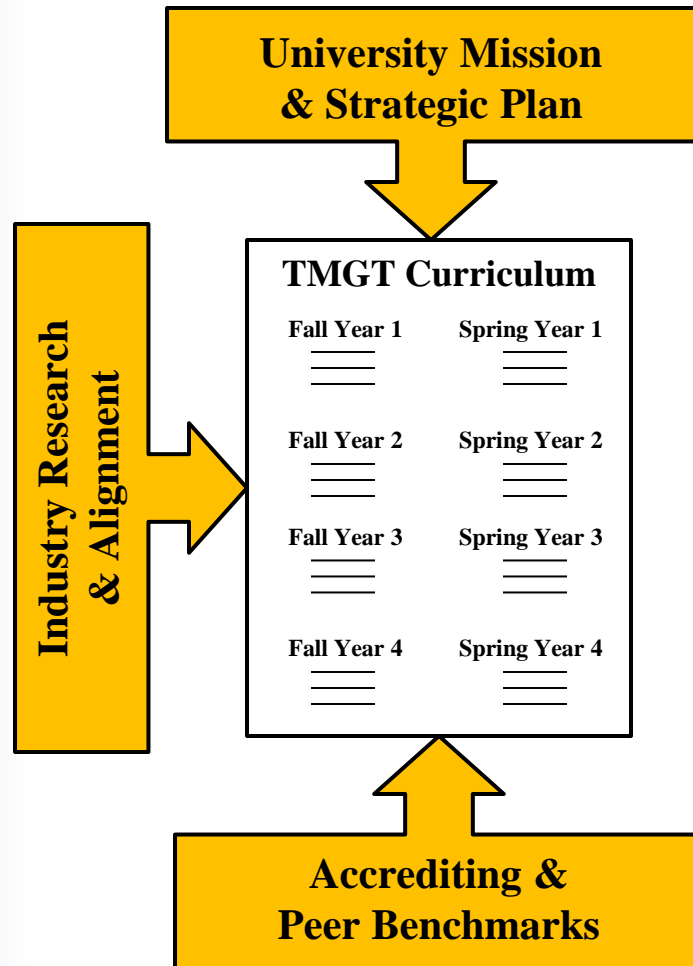 University Mission
& Strategic Plan
Industry Research
& Alignment
TMGT Curriculum
Fall Year 1
Spring Year 1
Fall Year 2
Spring Year 2
Fall Year 3
Spring Year 3
Fall Year 4
Spring Year 4
Accrediting &
Peer Benchmarks